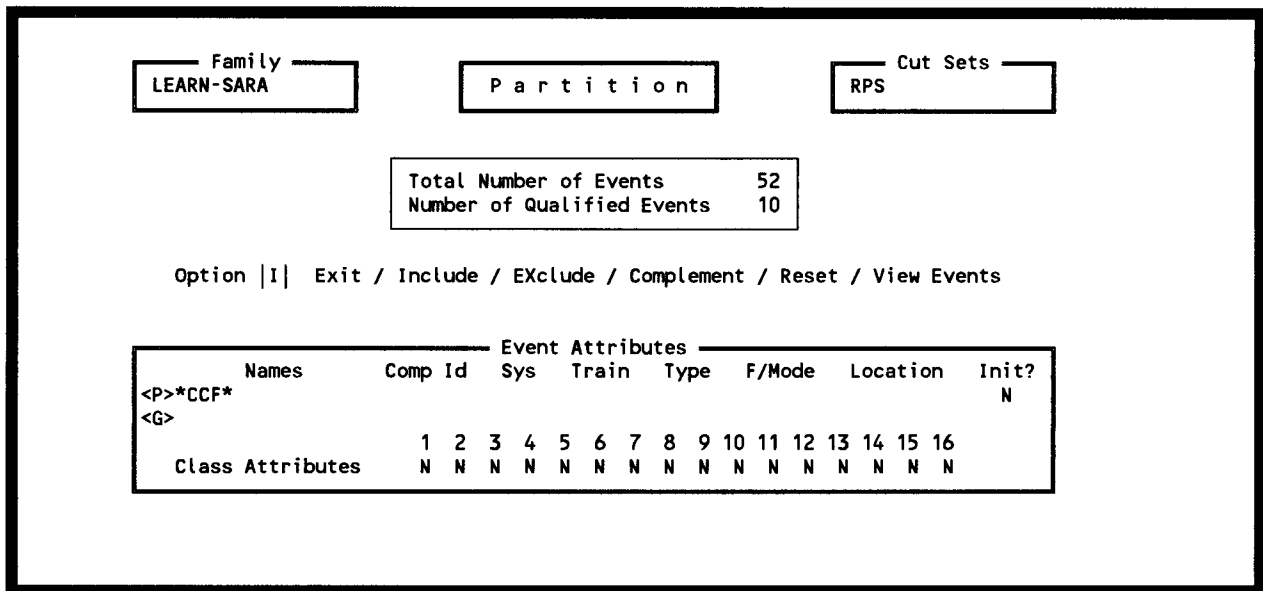 Family
LEARN-SARA
P a r t i t i o n
Cut Sets
RPS
Total Number of Events 52
Number of Qualified Events 10
Option |I| Exit / Include / EXclude / Complement / Reset / View Events
Event Attributes
Names Comp Id Sys Train Type F/Mode Location Init?
<P>*CCF* N
<G>
1 2 3 4 5 6 7 8 9 10 11 12 13 14 15 16
Class Attributes N N N N N N N N N N N N N N N N